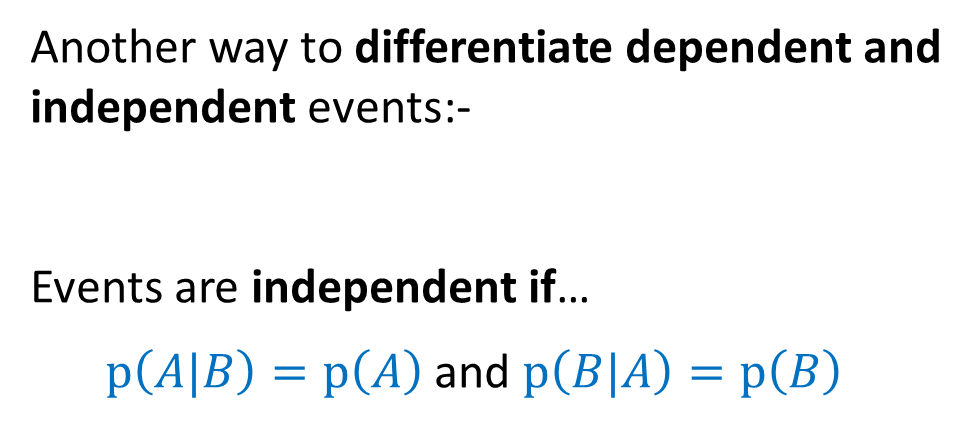 Another way to differentiate dependent and
independent events:-
Events are independent if…
p(A|B) = p(A) and p(B|A) = p(B)